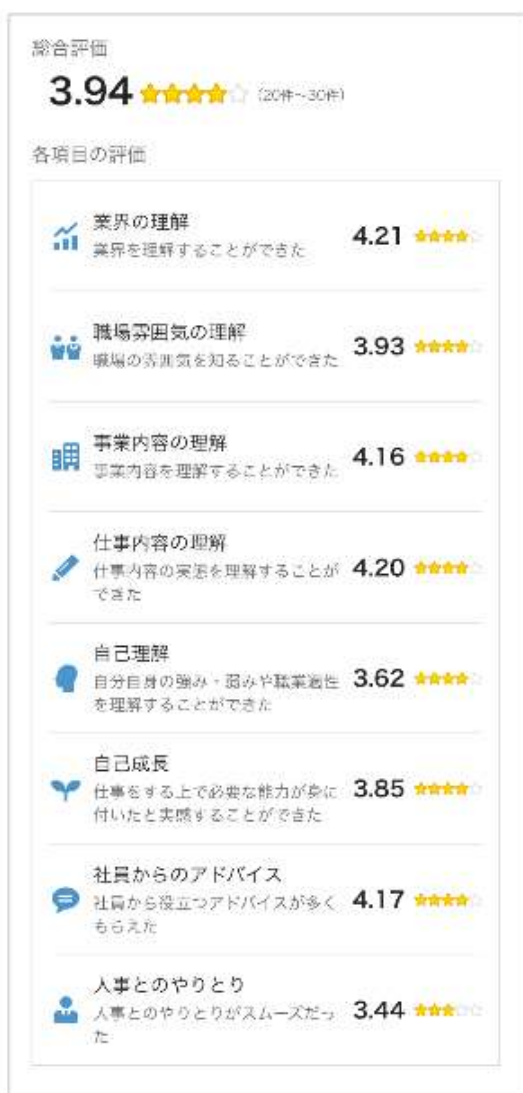 総合評価
3.94 (20件~30件)
各項目の評価
業界の理解
業界を理解することができた
4.21
職場雰囲気の理解
職場の雰囲気を知ることができた
3.93
事業内容の理解
事業内容を理解することができた
4.16
仕事内容の理解
仕事内容の実態を理解することが
できた
4.20
自己理解
自分自身の強み・弱みや職業適性
を理解することができた
3.62
自己成長
仕事をする上で必要な能力が身に
付いたと実感することができた
3.85
社員からのアドバイス
社員から役立つアドバイスが多く
もらえた
4.17
人事とのやりとり
人事とのやりとりがスムーズだっ
た
3.44